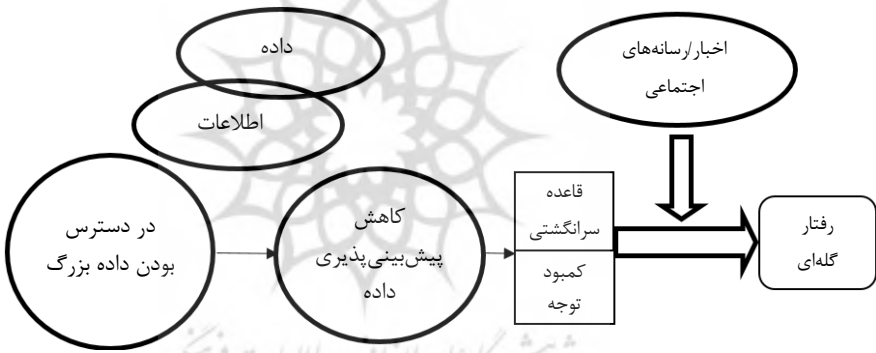 داده
اطلاعات
اخبار/رسانه‌های
اجتماعی
در دسترس
بودن داده بزرگ
کاهش
پیش‌بینی‌پذیری
داده
قاعده
سرانگشتی
کمبود
توجه
رفتار
گله‌ای